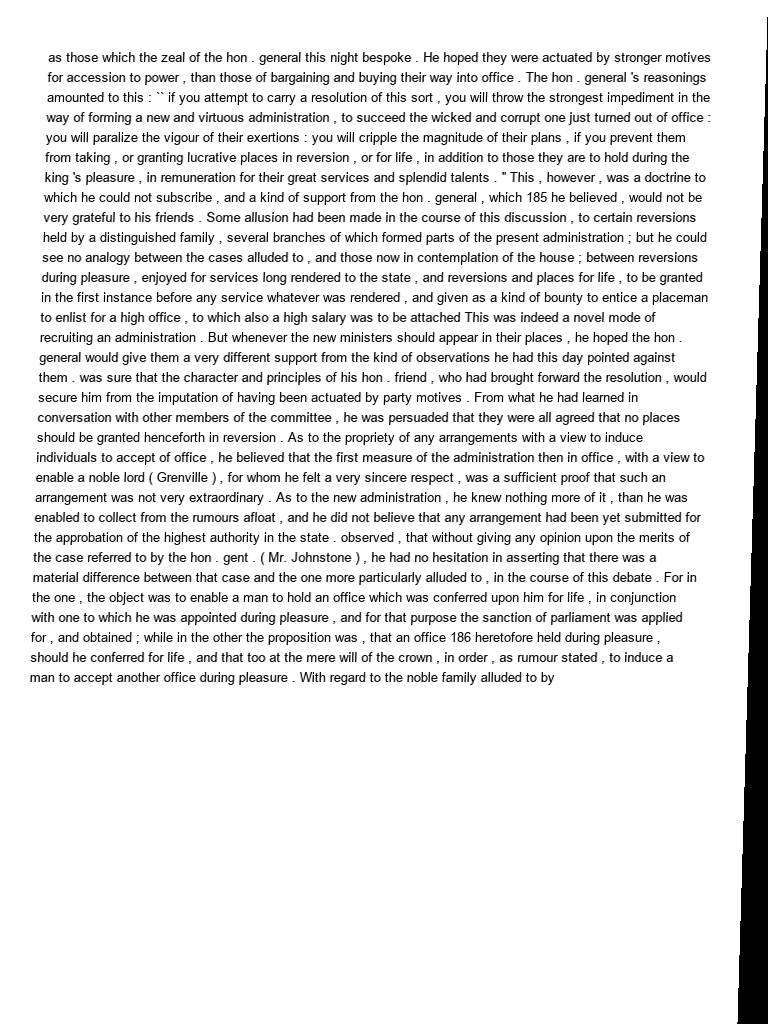 as those which the zeal of the hon . general this night bespoke . He hoped they were actuated by stronger motives
for accession to power , than those of bargaining and buying their way into office . The hon . general 's reasonings
amounted to this : `` if you attempt to carry a resolution of this sort , you will throw the strongest impediment in the
way of forming a new and virtuous administration , to succeed the wicked and corrupt one just turned out of office :
you will paralize the vigour of their exertions : you will cripple the magnitude of their plans , if you prevent them
from taking , or granting lucrative places in reversion , or for life , in addition to those they are to hold during the
king 's pleasure , in remuneration for their great services and splendid talents . " This , however , was a doctrine to
which he could not subscribe , and a kind of support from the hon . general , which 185 he believed , would not be
very grateful to his friends . Some allusion had been made in the course of this discussion , to certain reversions
held by a distinguished family , several branches of which formed parts of the present administration ; but he could
see no analogy between the cases alluded to , and those now in contemplation of the house ; between reversions
during pleasure , enjoyed for services long rendered to the state , and reversions and places for life , to be granted
in the first instance before any service whatever was rendered , and given as a kind of bounty to entice a placeman
to enlist for a high office , to which also a high salary was to be attached This was indeed a novel mode of
recruiting an administration . But whenever the new ministers should appear in their places , he hoped the hon .
general would give them a very different support from the kind of observations he had this day pointed against
them . was sure that the character and principles of his hon . friend , who had brought forward the resolution , would
secure him from the imputation of having been actuated by party motives . From what he had learned in
conversation with other members of the committee , he was persuaded that they were all agreed that no places
should be granted henceforth in reversion . As to the propriety of any arrangements with a view to induce
individuals to accept of office , he believed that the first measure of the administration then in office , with a view to
enable a noble lord ( Grenville ) , for whom he felt a very sincere respect , was a sufficient proof that such an
arrangement was not very extraordinary . As to the new administration , he knew nothing more of it , than he was
enabled to collect from the rumours afloat , and he did not believe that any arrangement had been yet submitted for
the approbation of the highest authority in the state . observed , that without giving any opinion upon the merits of
the case referred to by the hon . gent . ( Mr. Johnstone ) , he had no hesitation in asserting that there was a
material difference between that case and the one more particularly alluded to , in the course of this debate . For in
the one , the object was to enable a man to hold an office which was conferred upon him for life , in conjunction
with one to which he was appointed during pleasure , and for that purpose the sanction of parliament was applied
for , and obtained ; while in the other the proposition was , that an office 186 heretofore held during pleasure ,
should he conferred for life , and that too at the mere will of the crown , in order , as rumour stated , to induce a
man to accept another office during pleasure . With regard to the noble family alluded to by